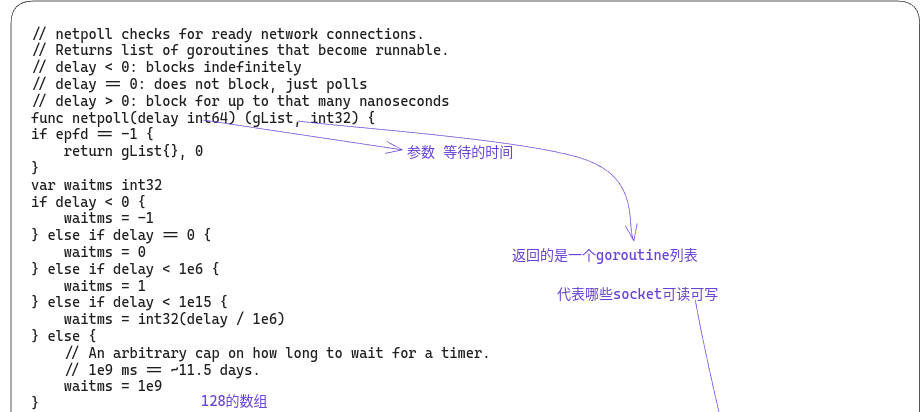 // netpoll checks for ready network connections.
// Returns list of goroutines that become runnable.
// delay < 0: blocks indefinitely
// delay == 0: does not block, just polls
// delay > 0: block for up to that many nanoseconds
func netpoll(delay int64) (gList, int32) {
if epfd == -1 {
    return gList{}, 0
参数 等待的时间
}
var waitms int32
if delay < 0 {
    waitms = -1
} else if delay == 0 {
    waitms = 0
返回的是一个goroutine列表
} else if delay < 1e6 {
    waitms = 1
代表哪些socket可读可写
} else if delay < 1e15 {
    waitms = int32(delay / 1e6)
} else {
    // An arbitrary cap on how long to wait for a timer.
    // 1e9 ms == ~11.5 days.
    waitms = 1e9
}
128的数组